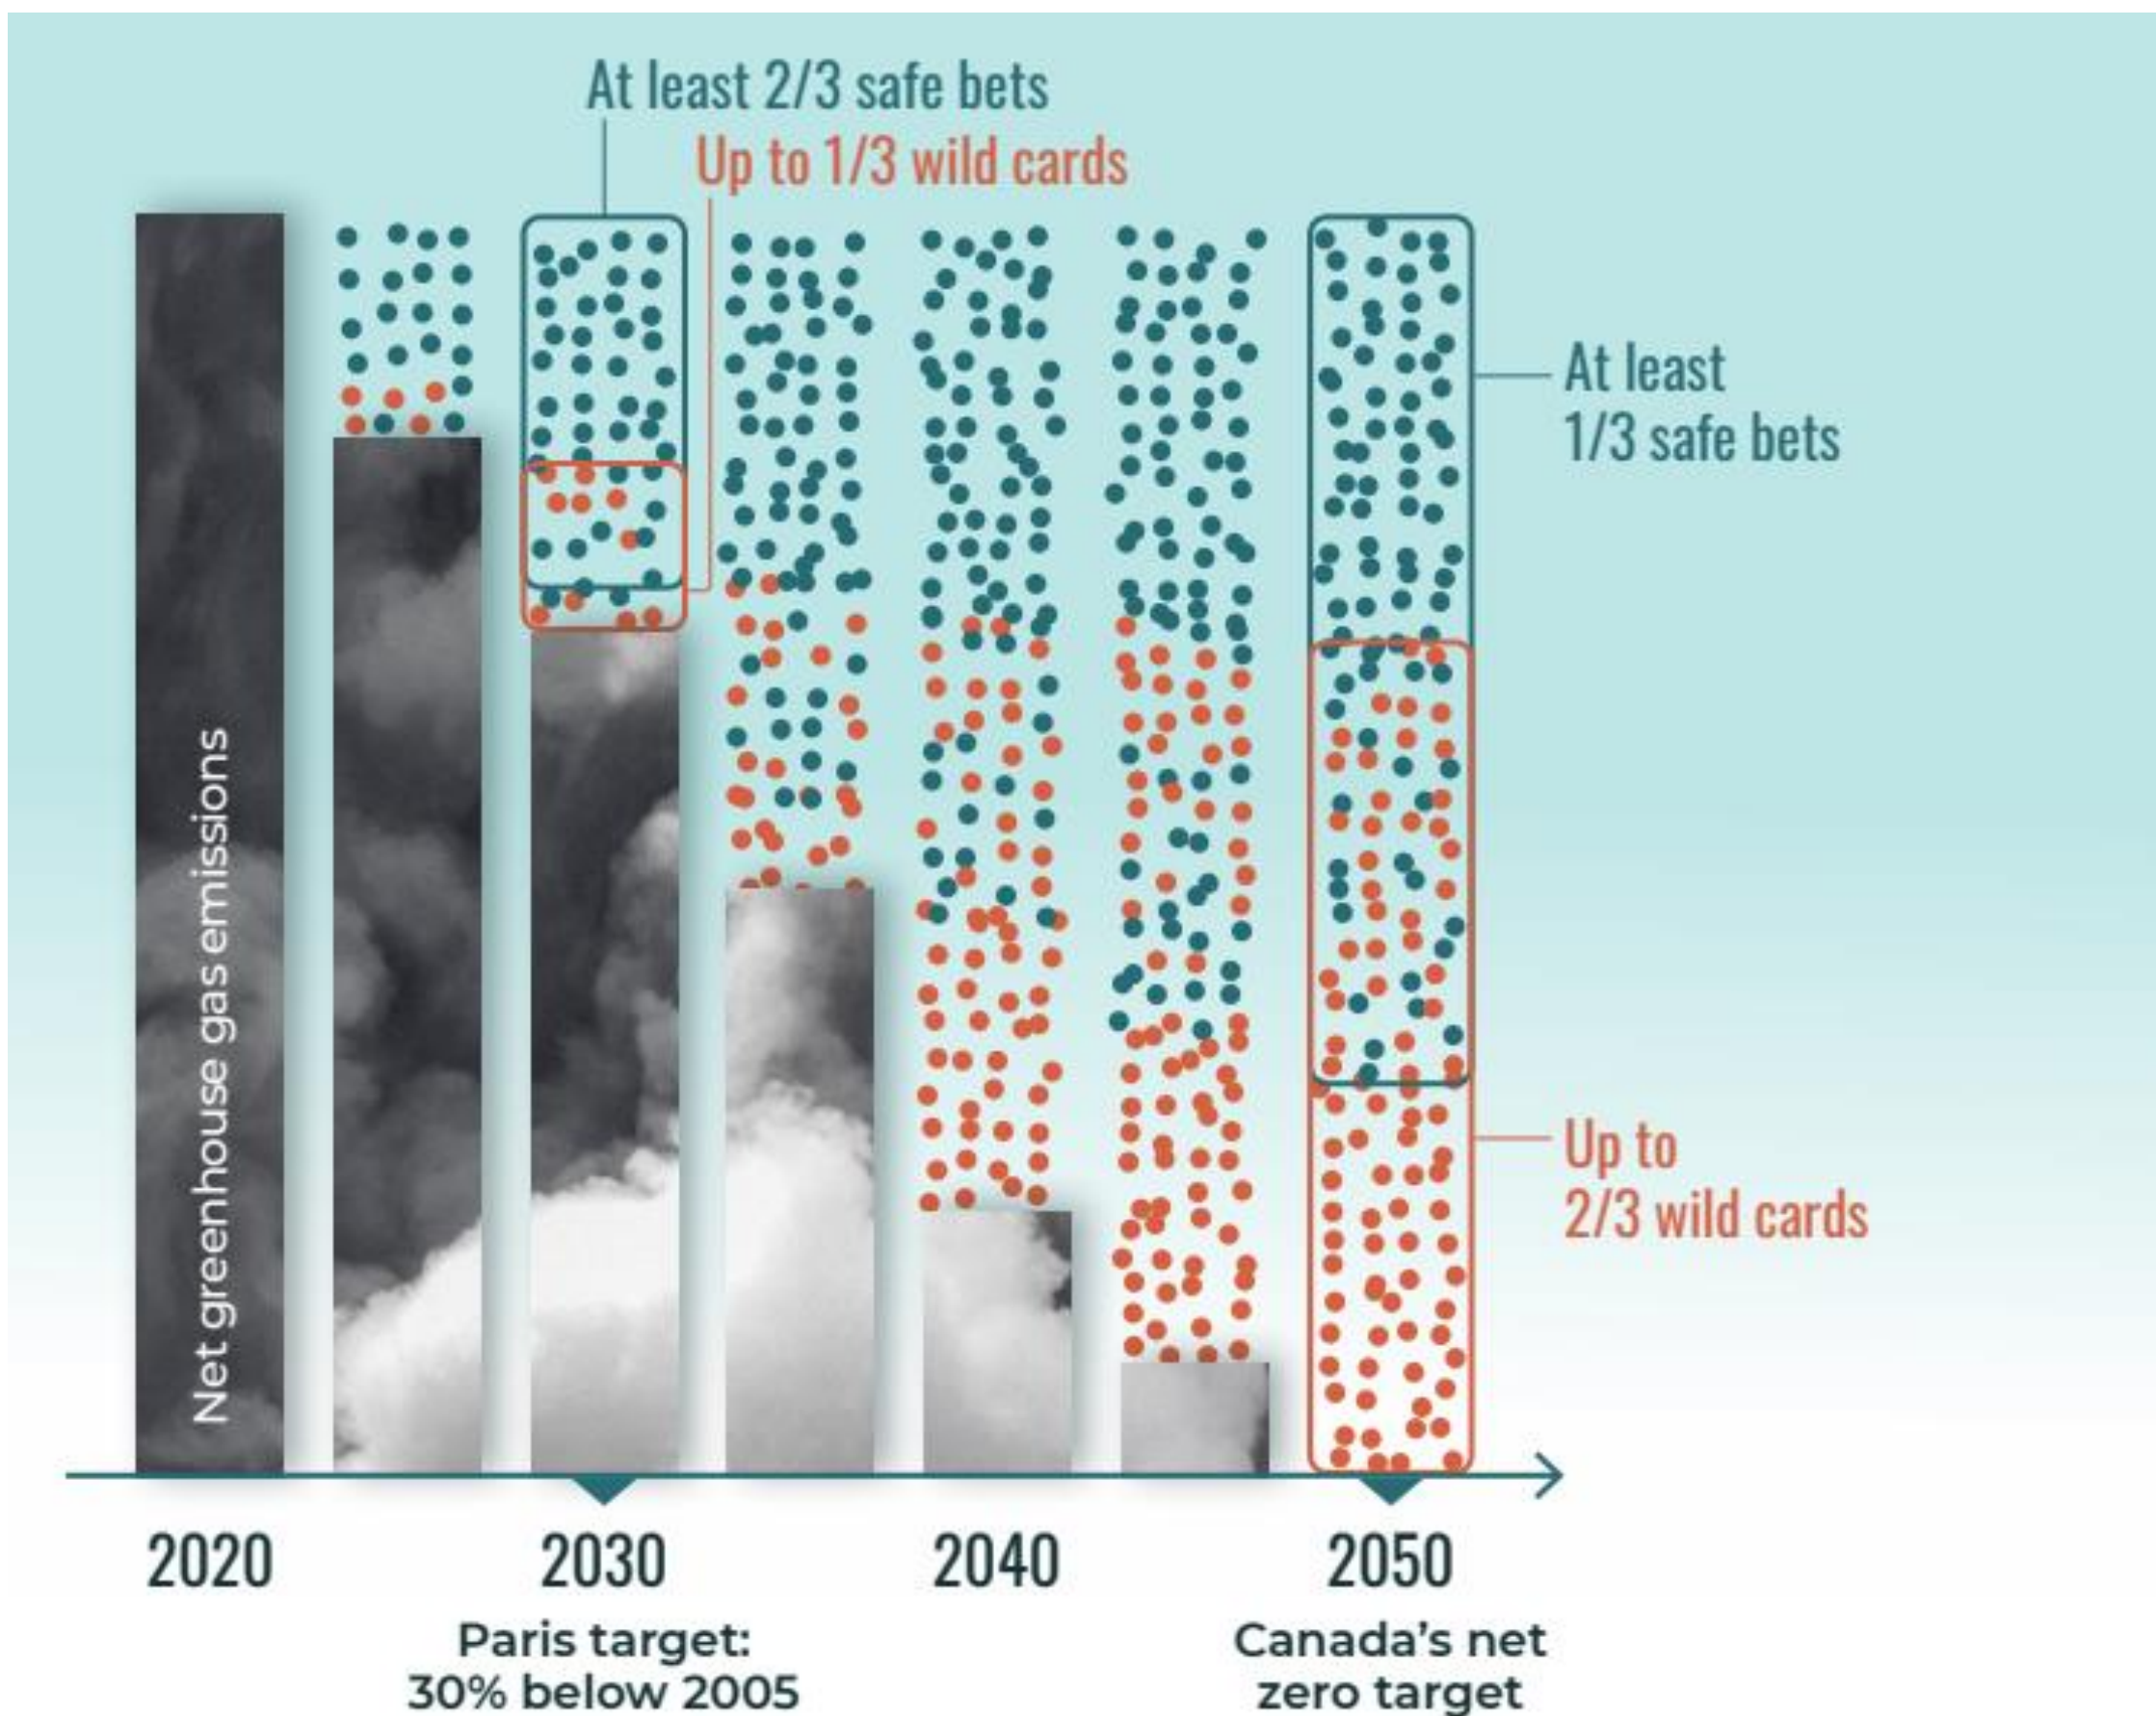 At least 2/3 safe bets
Up to 1/3 wild cards
At least
1/3 safe bets
Net greenhouse gas emissions
Up to
2/3 wild cards
2020
2030
2040
2050
Paris target:
30% below 2005
Canada's net
zero target